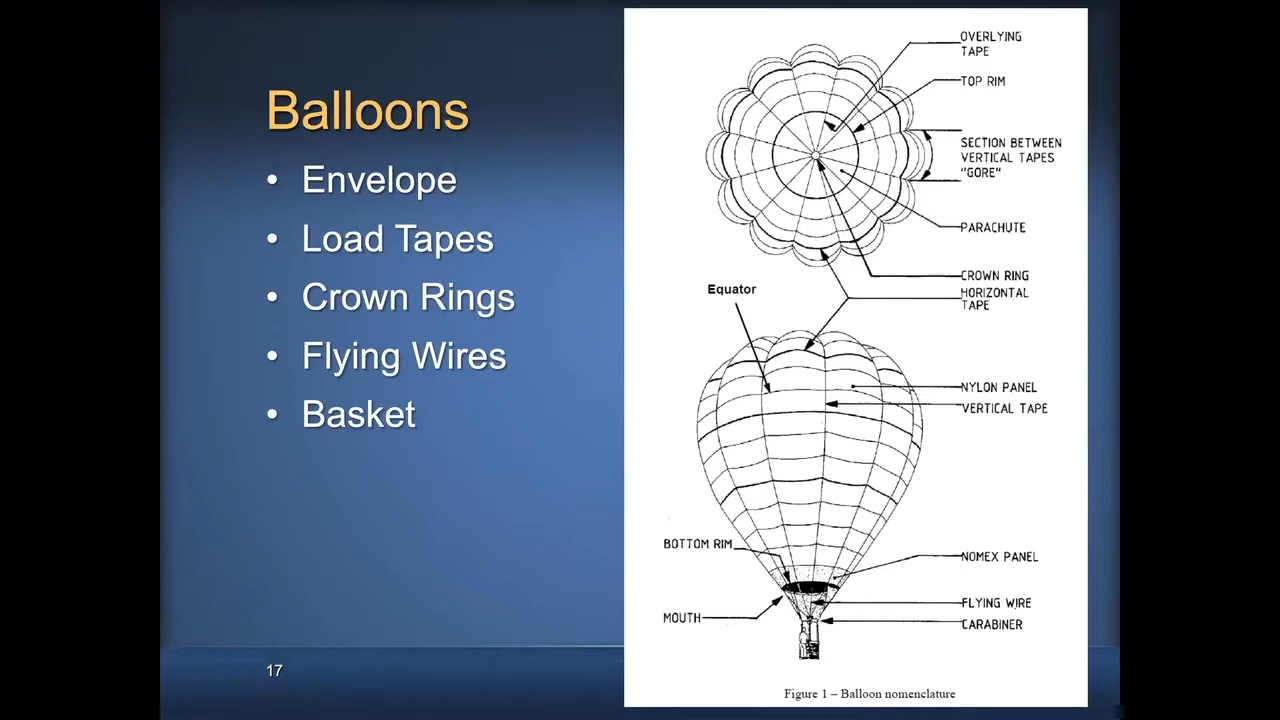 Balloons
• Envelope
• Load Tapes
• Crown Rings
• Flying Wires
• Basket
17
OVERLYING
TAPE
TOP RIM
SECTION BETWEEN
VERTICAL TAPES
"GORE"
PARACHUTE
CROWN RING
HORIZONTAL
TAPE
Equator
NYLON PANEL
VERTICAL TAPE
BOTTOM RIM
NOMEX PANEL
MOUTH
FLYING WIRE
CARABINER
Figure 1 – Balloon nomenclature